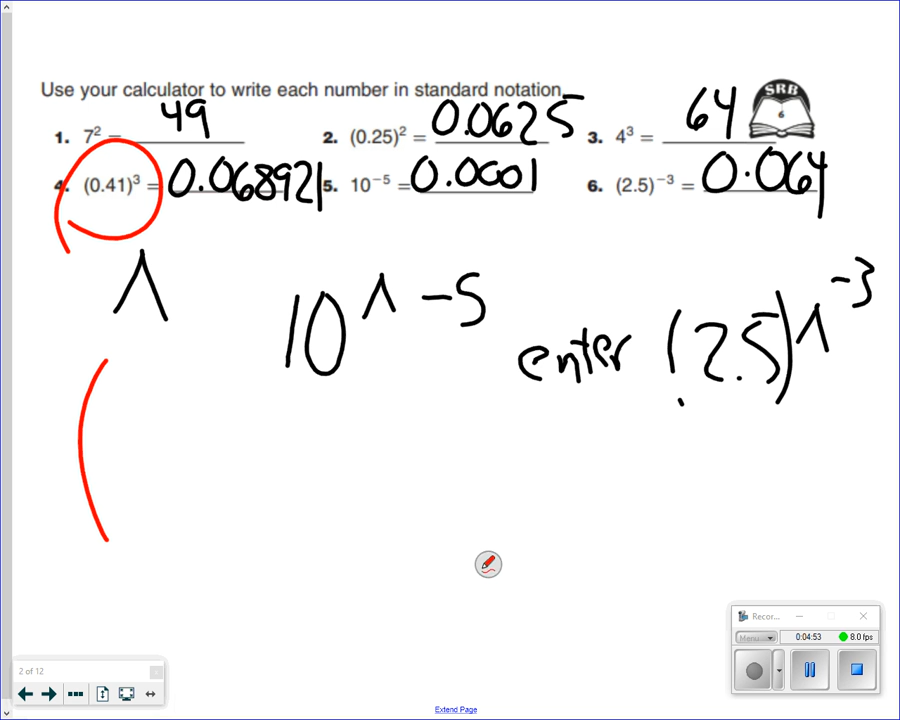 Use your calculator to write each number in standard notation.
SRB
6
1. 7² = 49
2. (0.25)² = 0.0625
3. 4³ = 64
4. (0.41)³ = 0.068921
5. 10⁻⁵ = 0.0001
6. (2.5)⁻³ = 0.064
^
10 ^ -5
enter (2.5) ^ -3
Recor...
Menu
0:04:53
8.0 fps
2 of 12
Extend Page